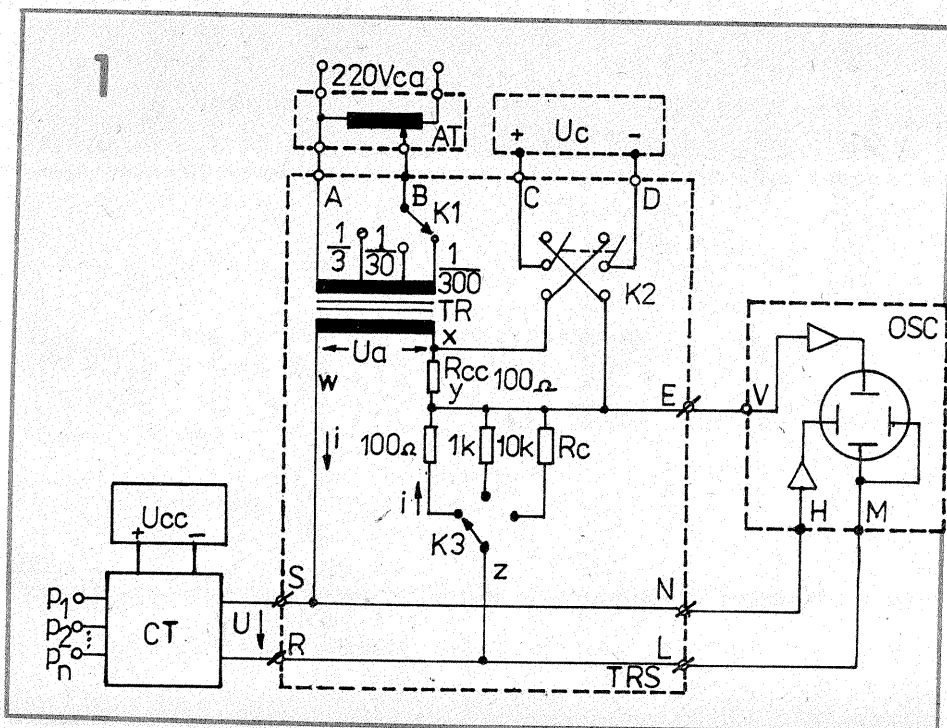 1
220Vca
AT
+ Uc -
A
B
C
D
K1
1/3
1/30
1/300
TR
K2
x
Ua
w
Rcc 100Ω
y
E
V
OSC
100Ω
1k
10k
Rc
i
i
K3
z
H
M
Ucc
+ -
S
N
p1
p2
pn
CT
U
R
L
TRS